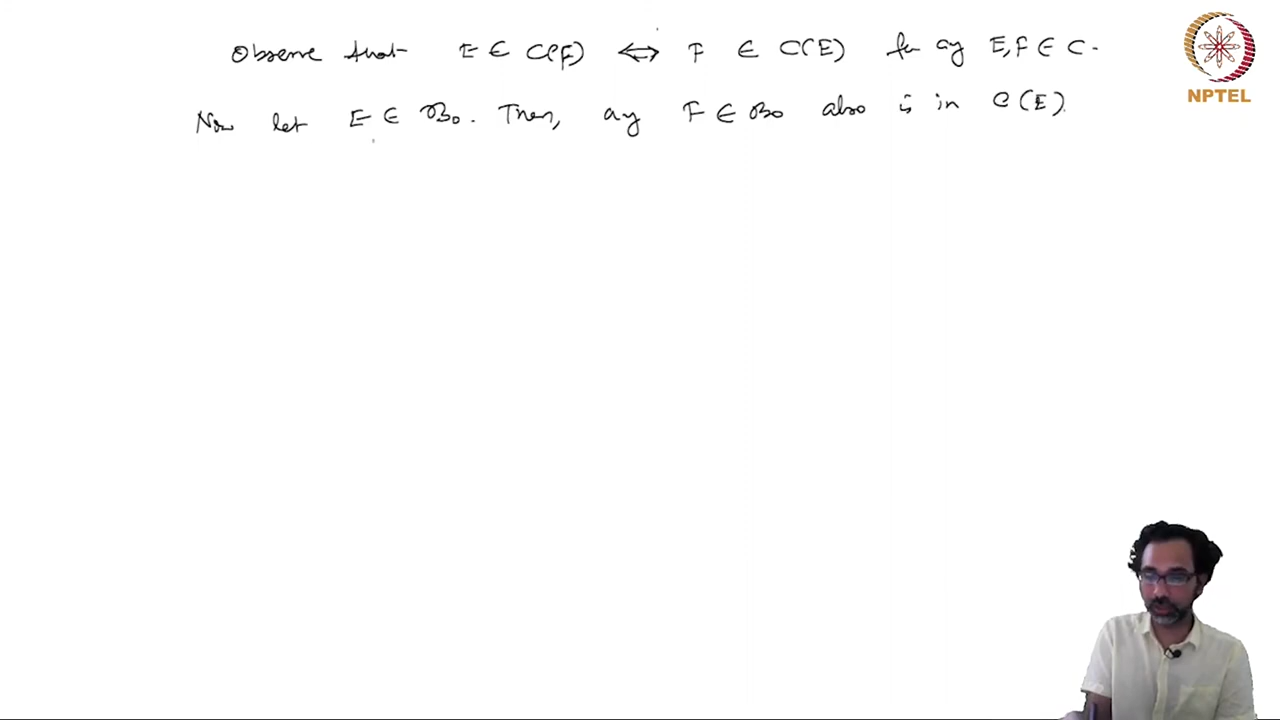 Observe that E ∈ C(F) ⟷ F ∈ C(E) for any E, F ∈ C.
Now let E ∈ ℬ₀. Then, any F ∈ ℬ₀ also is in C(E).
NPTEL